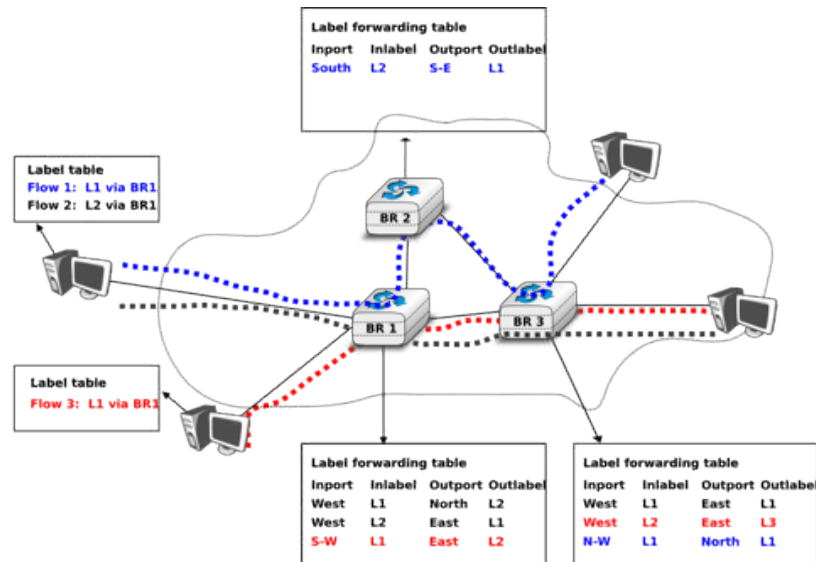 Label forwarding table
Inport Inlabel Outport Outlabel
South L2 S-E L1
Label table
Flow 1: L1 via BR1
Flow 2: L2 via BR1
BR 2
BR 1
BR 3
Label table
Flow 3: L1 via BR1
Label forwarding table
Inport Inlabel Outport Outlabel
West L1 North L2
West L2 East L1
S-W L1 East L2
Label forwarding table
Inport Inlabel Outport Outlabel
West L1 East L1
West L2 East L3
N-W L1 North L1